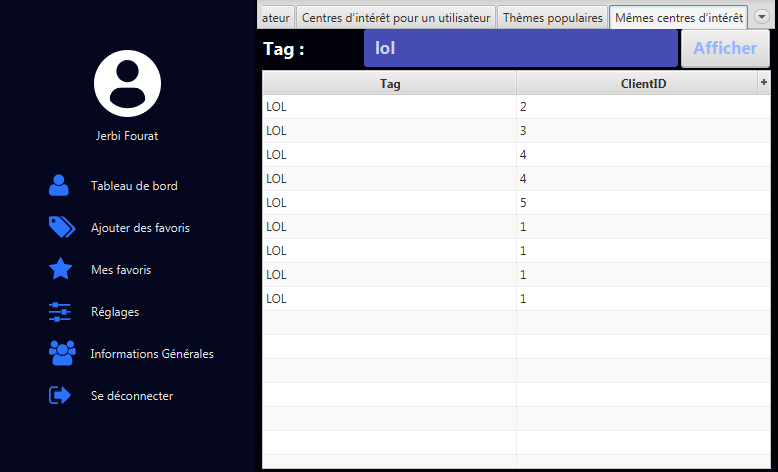 Jerbi Fourat
Tableau de bord
Ajouter des favoris
Mes favoris
Réglages
Informations Générales
Se déconnecter
ateur Centres d'intérêt pour un utilisateur Thèmes populaires Mêmes centres d'intérêt
Tag : lol Afficher
Tag ClientID +
LOL 2
LOL 3
LOL 4
LOL 4
LOL 5
LOL 1
LOL 1
LOL 1
LOL 1